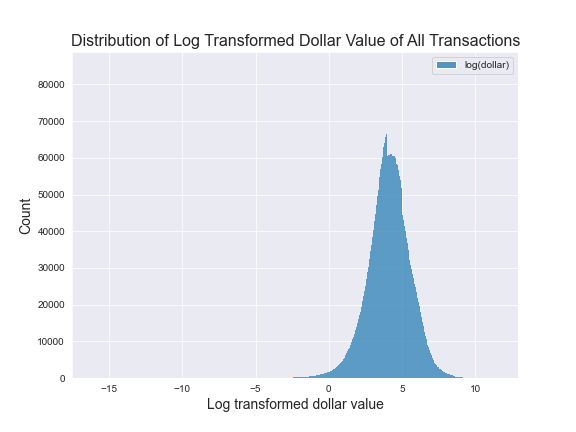 Distribution of Log Transformed Dollar Value of All Transactions
log(dollar)
80000
70000
60000
50000
40000
30000
20000
10000
0
Count
−15 −10 −5 0 5 10
Log transformed dollar value